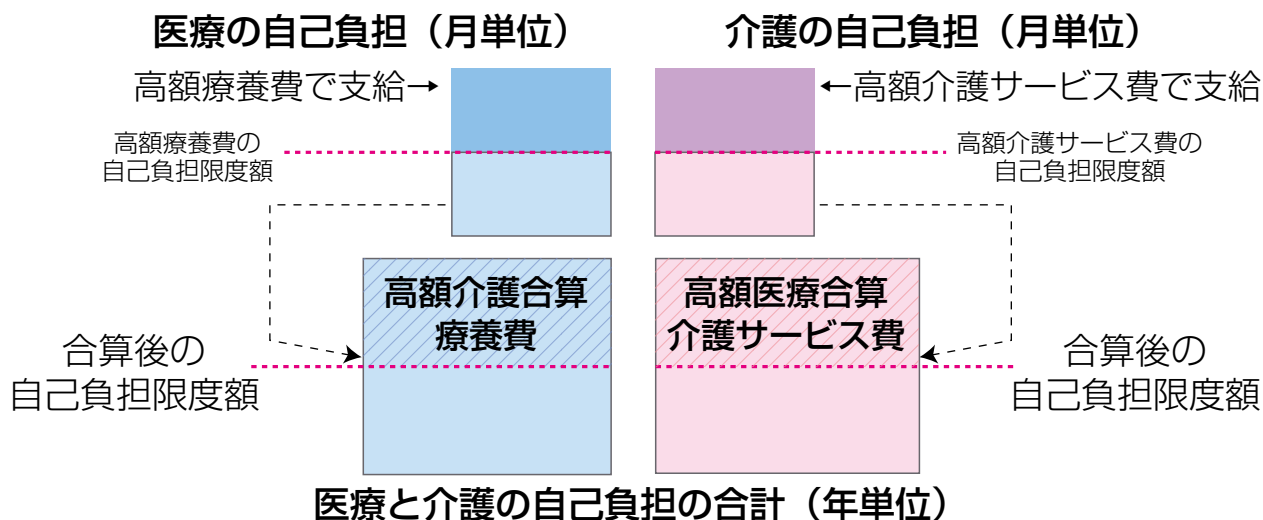 医療の自己負担（月単位）
介護の自己負担（月単位）
高額療養費で支給→
←高額介護サービス費で支給
高額療養費の
自己負担限度額
高額介護サービス費の
自己負担限度額
高額介護合算
療養費
高額医療合算
介護サービス費
合算後の
自己負担限度額
合算後の
自己負担限度額
医療と介護の自己負担の合計（年単位）